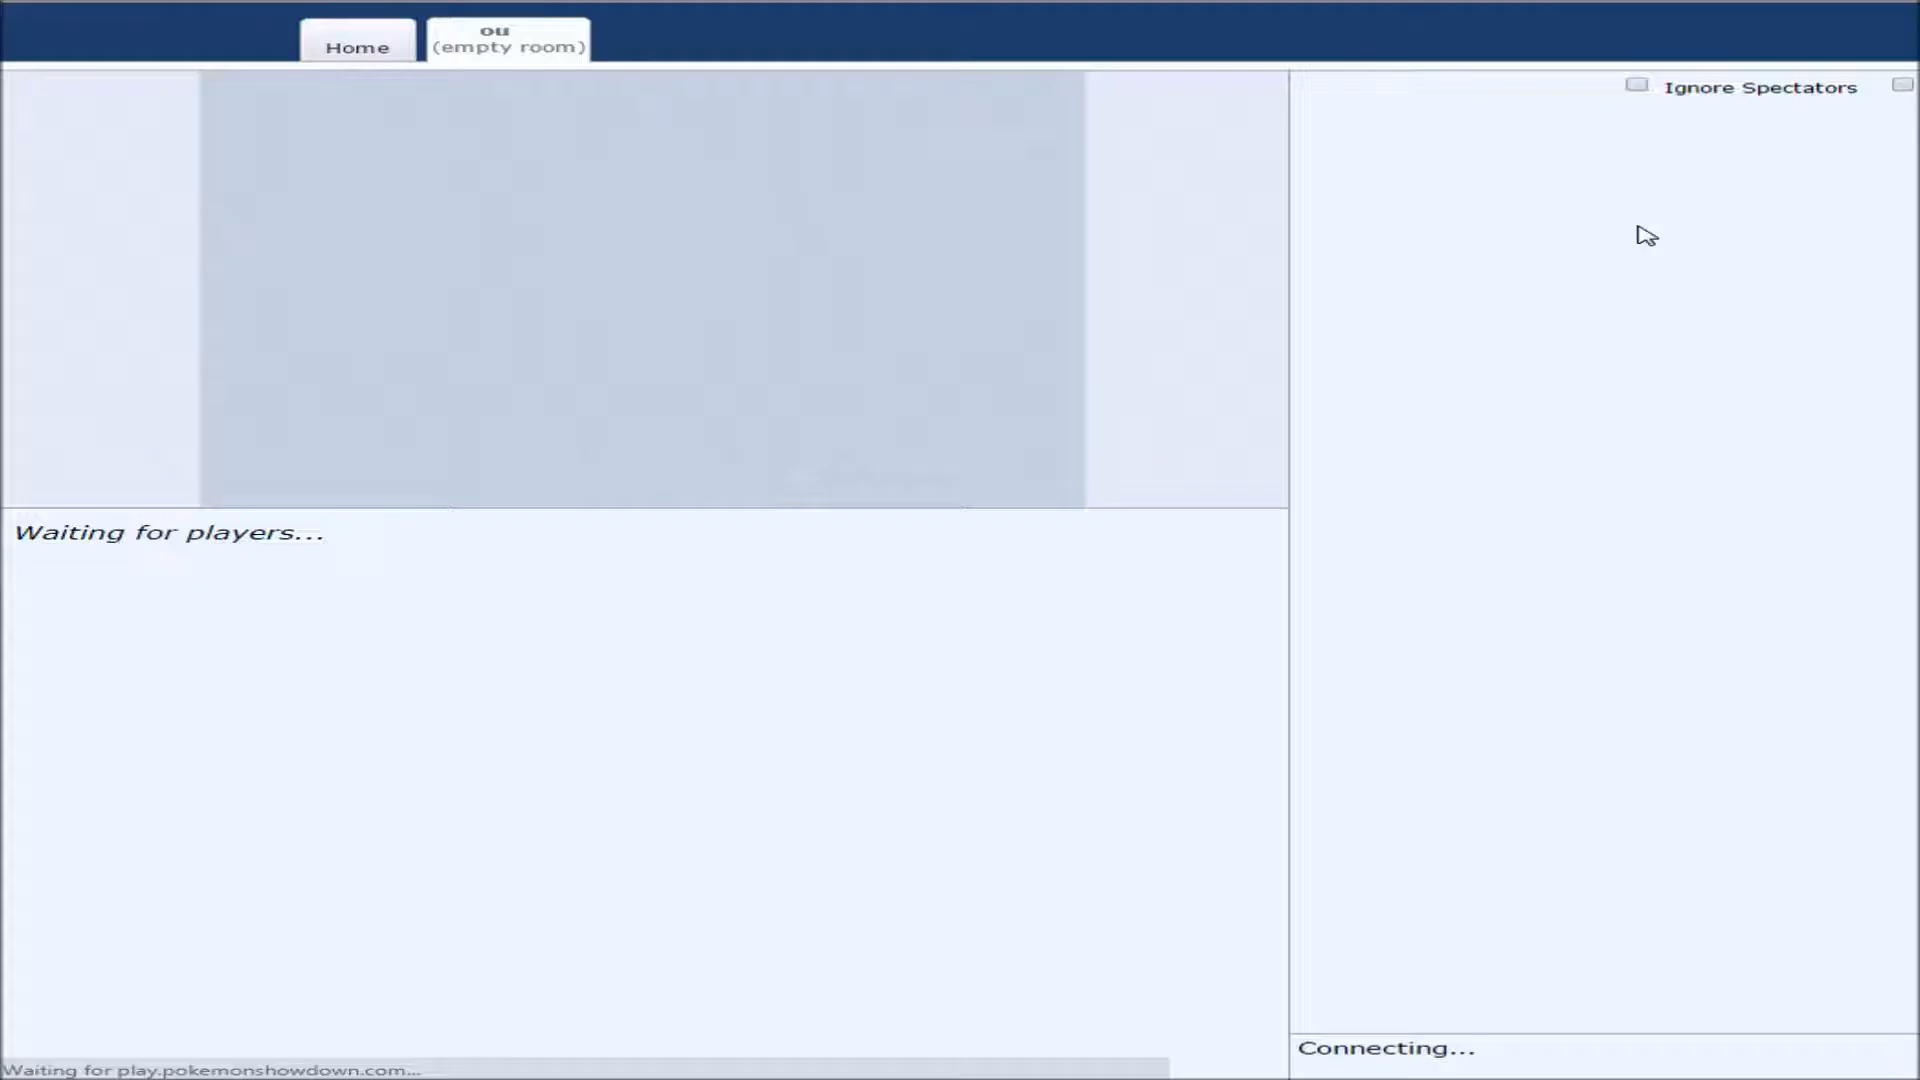 Home
ou
(empty room)
Ignore Spectators
Waiting for players...
Connecting...
Waiting for play.pokemonshowdown.com...